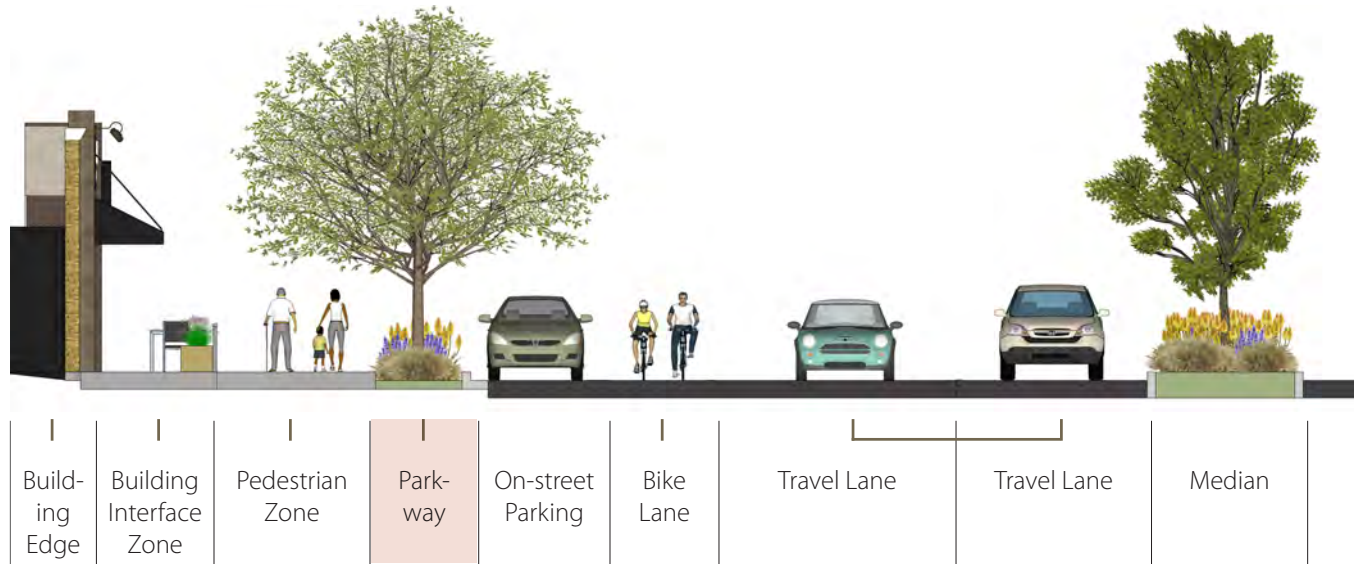 Build-
ing
Edge
Building
Interface
Zone
Pedestrian
Zone
Park-
way
On-street
Parking
Bike
Lane
Travel Lane
Travel Lane
Median